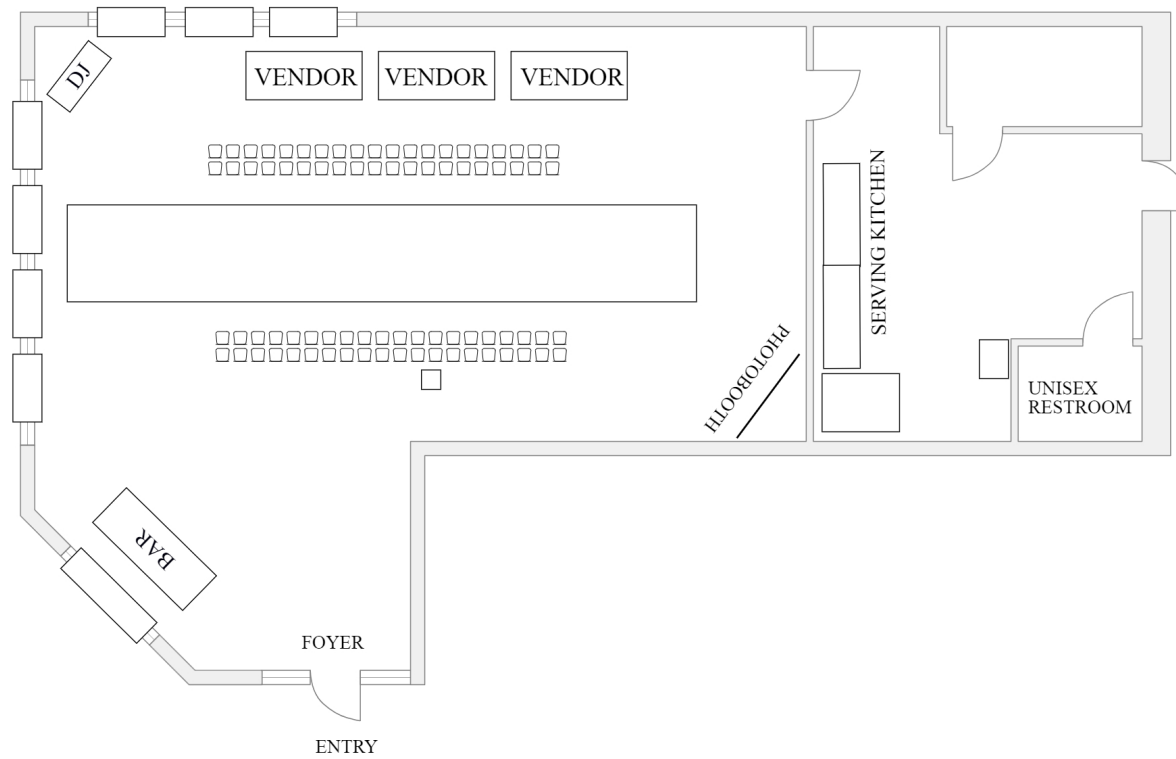 DJ
VENDOR
VENDOR
VENDOR
SERVING KITCHEN
PHOTOBOOTH
UNISEX
RESTROOM
BAR
FOYER
ENTRY